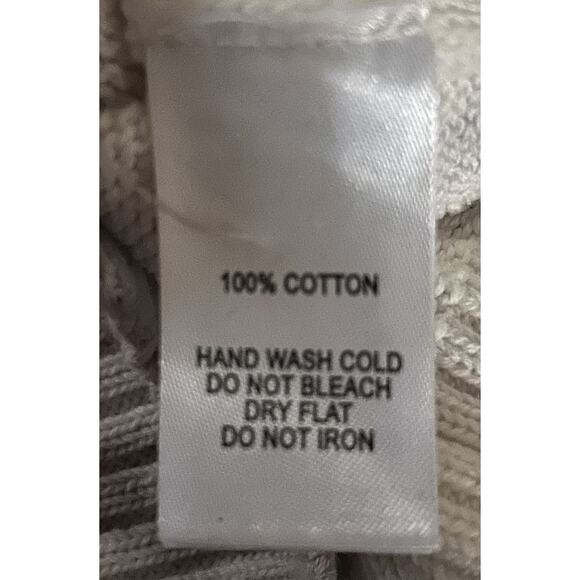 100% COTTON
HAND WASH COLD
DO NOT BLEACH
DRY FLAT
DO NOT IRON